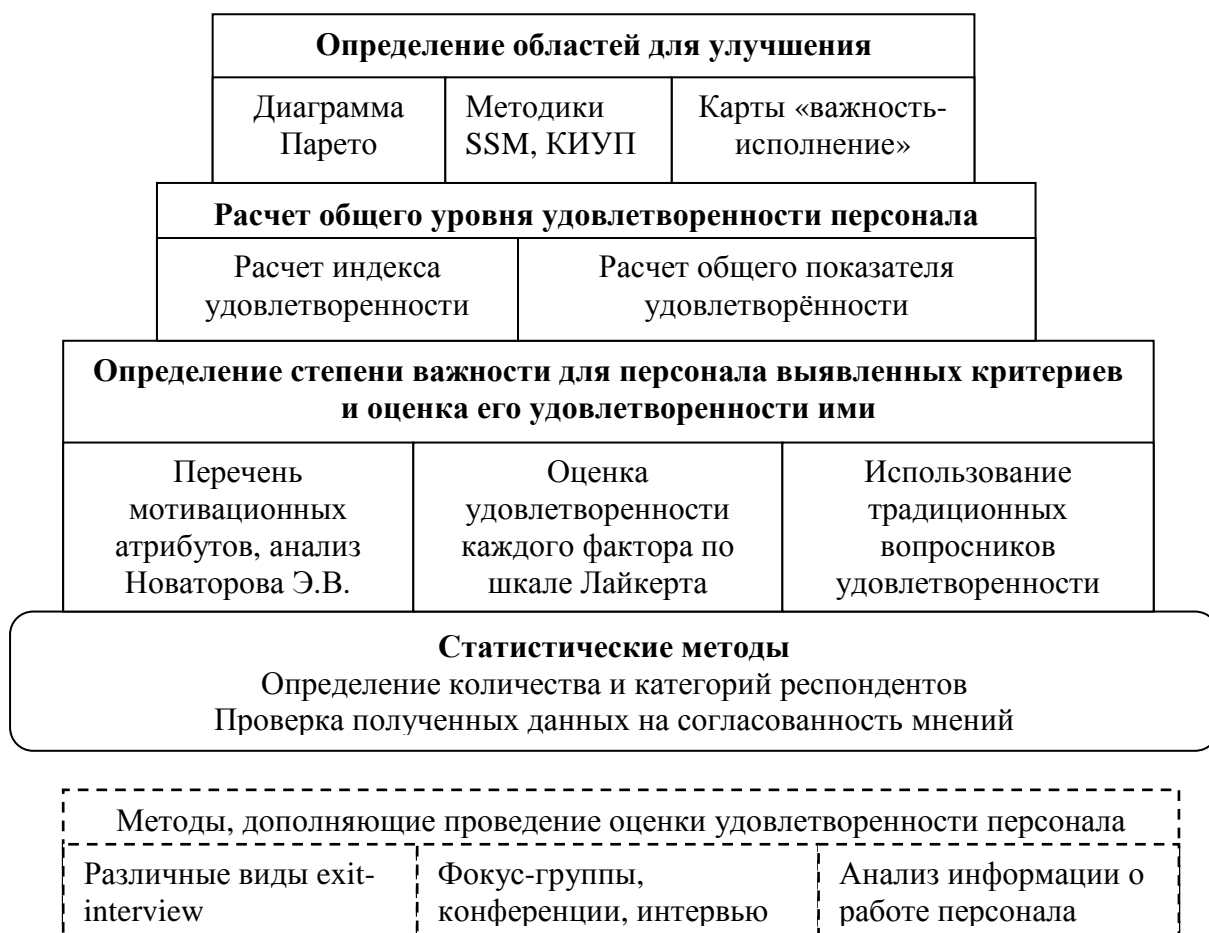 Определение областей для улучшения
Диаграмма
Парето
Методики
SSM, КИУП
Карты «важность-
исполнение»
Расчет общего уровня удовлетворенности персонала
Расчет индекса
удовлетворенности
Расчет общего показателя
удовлетворённости
Определение степени важности для персонала выявленных критериев
и оценка его удовлетворенности ими
Перечень
мотивационных
атрибутов, анализ
Новаторова Э.В.
Оценка
удовлетворенности
каждого фактора по
шкале Лайкерта
Использование
традиционных
вопросников
удовлетворенности
Статистические методы
Определение количества и категорий респондентов
Проверка полученных данных на согласованность мнений
Методы, дополняющие проведение оценки удовлетворенности персонала
Различные виды exit-
interview
Фокус-группы,
конференции, интервью
Анализ информации о
работе персонала